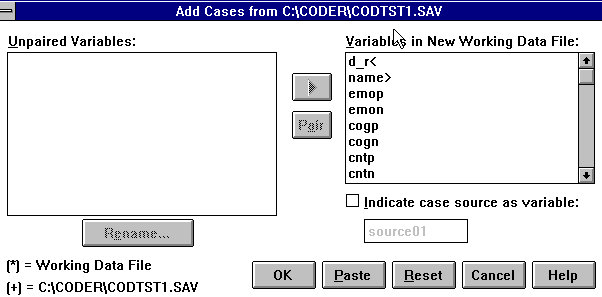 Add Cases from C:\CODER\CODTST1.SAV
Unpaired Variables:
Variables in New Working Data File:
d_r<
name>
emop
emon
cogp
cogn
cntp
cntn
Pair
Indicate case source as variable:
source01
Rename...
(*) = Working Data File
(+) = C:\CODER\CODTST1.SAV
OK
Paste
Reset
Cancel
Help